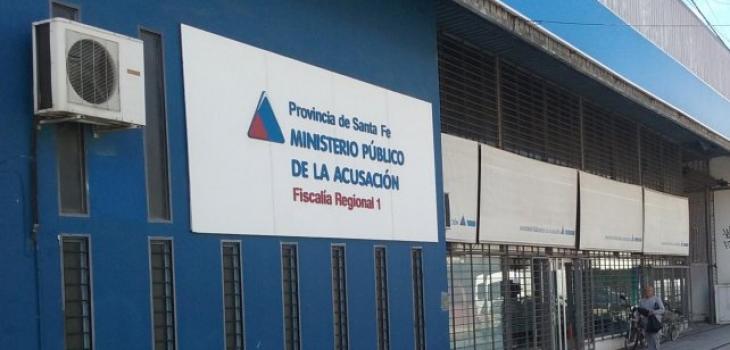 Provincia de Santa Fe
MINISTERIO PÚBLICO
DE LA ACUSACIÓN
Fiscalía Regional 1